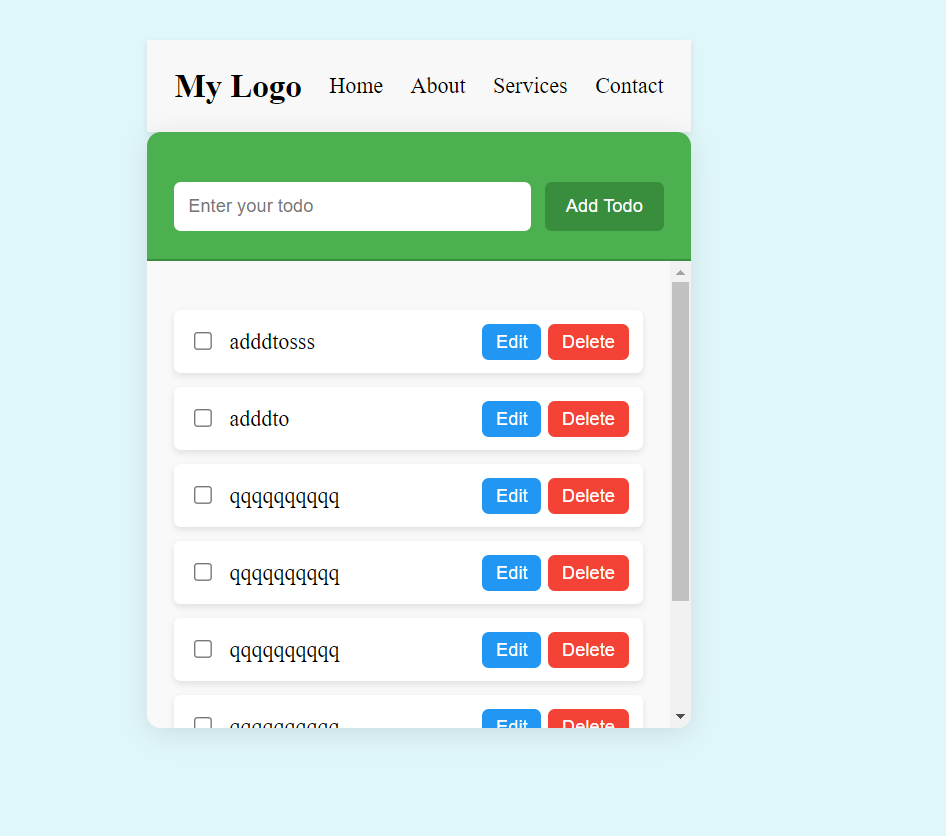 My Logo Home About Services Contact
Enter your todo Add Todo
adddtosss Edit Delete
adddto Edit Delete
qqqqqqqqqq Edit Delete
qqqqqqqqqq Edit Delete
qqqqqqqqqq Edit Delete
qqqqqqqqqq Edit Delete